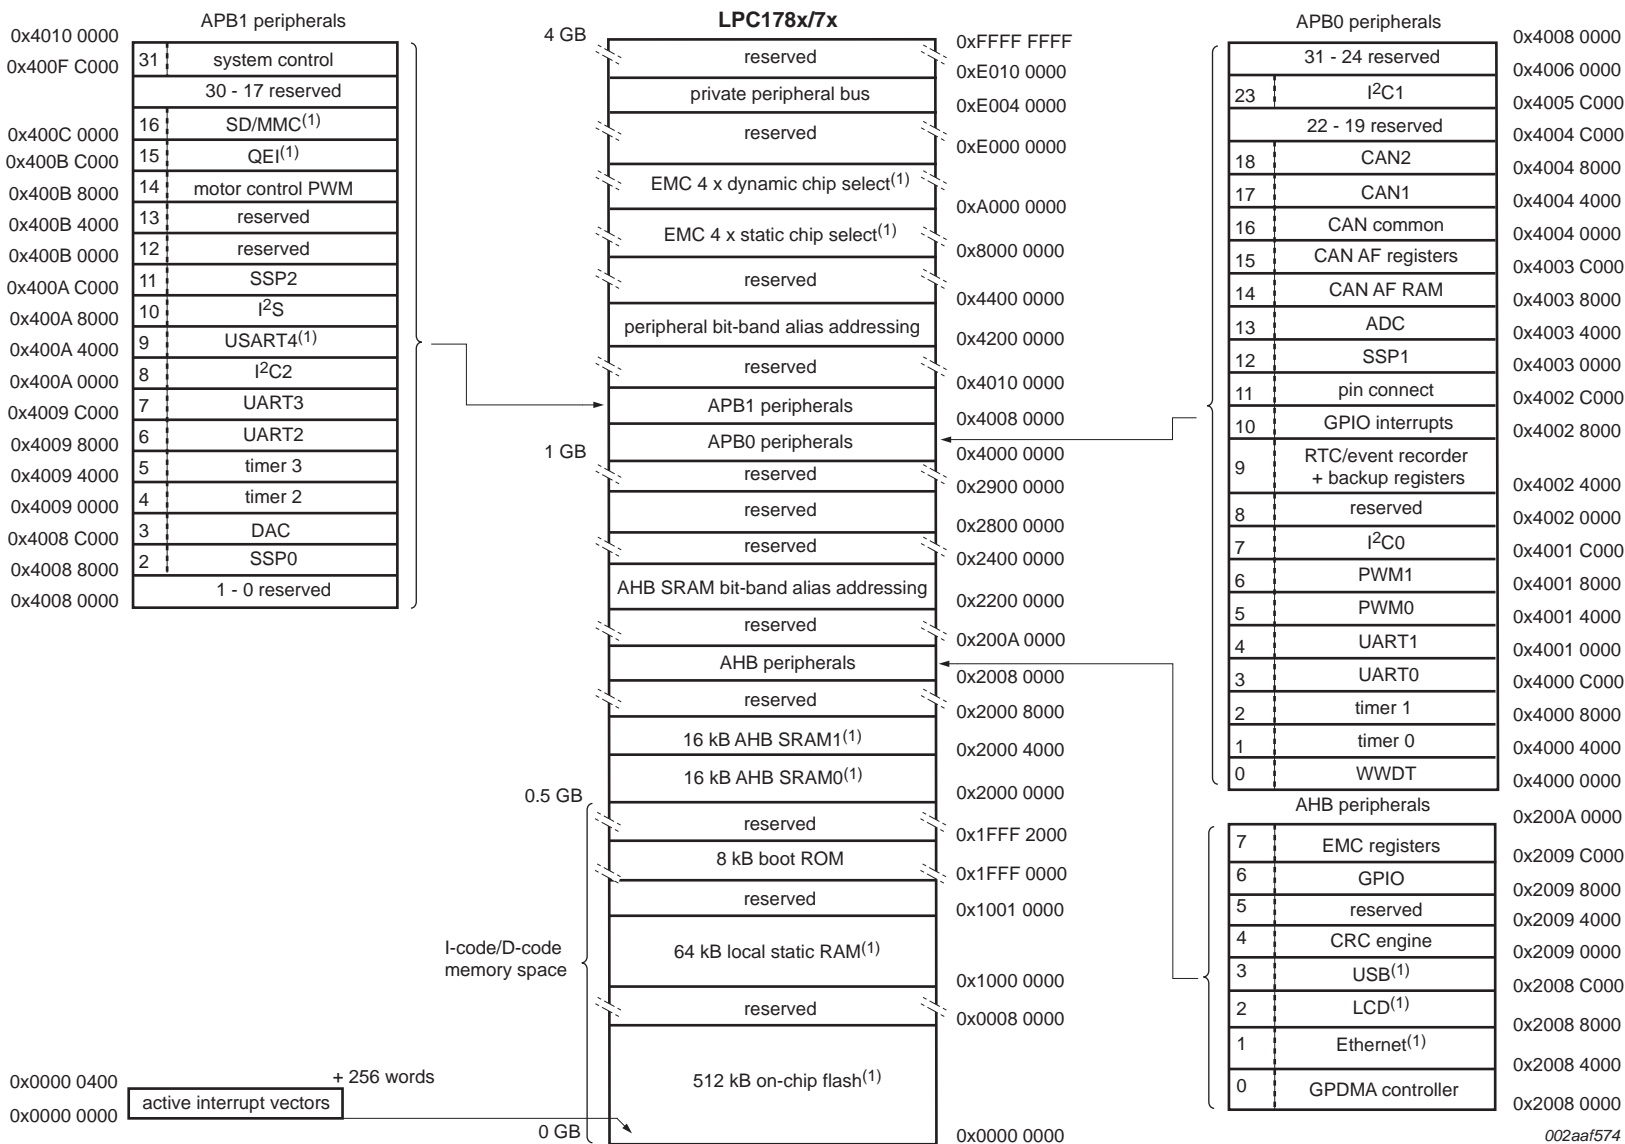 LPC178x/7x
APB1 peripherals
0x4010 0000
31 system control
0x400F C000
30 - 17 reserved
16 SD/MMC(1)
0x400C 0000
15 QEI(1)
0x400B C000
14 motor control PWM
0x400B 8000
13 reserved
0x400B 4000
12 reserved
0x400B 0000
11 SSP2
0x400A C000
10 I2S
0x400A 8000
9 USART4(1)
0x400A 4000
8 I2C2
0x400A 0000
7 UART3
0x4009 C000
6 UART2
0x4009 8000
5 timer 3
0x4009 4000
4 timer 2
0x4009 0000
3 DAC
0x4008 C000
2 SSP0
0x4008 8000
1 - 0 reserved
0x4008 0000
4 GB
0xFFFF FFFF
reserved
0xE010 0000
private peripheral bus
0xE004 0000
reserved
0xE000 0000
EMC 4 x dynamic chip select(1)
0xA000 0000
EMC 4 x static chip select(1)
0x8000 0000
reserved
0x4400 0000
peripheral bit-band alias addressing
0x4200 0000
reserved
0x4010 0000
APB1 peripherals
0x4008 0000
APB0 peripherals
1 GB
0x4000 0000
reserved
0x2900 0000
reserved
0x2800 0000
reserved
0x2400 0000
AHB SRAM bit-band alias addressing
0x2200 0000
reserved
0x200A 0000
AHB peripherals
0x2008 0000
reserved
0x2000 8000
16 kB AHB SRAM1(1)
0x2000 4000
16 kB AHB SRAM0(1)
0.5 GB
0x2000 0000
reserved
0x1FFF 2000
8 kB boot ROM
0x1FFF 0000
reserved
0x1001 0000
I-code/D-code
memory space
64 kB local static RAM(1)
0x1000 0000
reserved
0x0008 0000
512 kB on-chip flash(1)
0 GB
0x0000 0000
0x0000 0400
+ 256 words
active interrupt vectors
0x0000 0000
APB0 peripherals
0x4008 0000
31 - 24 reserved
0x4006 0000
23 I2C1
0x4005 C000
22 - 19 reserved
0x4004 C000
18 CAN2
0x4004 8000
17 CAN1
0x4004 4000
16 CAN common
0x4004 0000
15 CAN AF registers
0x4003 C000
14 CAN AF RAM
0x4003 8000
13 ADC
0x4003 4000
12 SSP1
0x4003 0000
11 pin connect
0x4002 C000
10 GPIO interrupts
0x4002 8000
9 RTC/event recorder
+ backup registers
0x4002 4000
8 reserved
0x4002 0000
7 I2C0
0x4001 C000
6 PWM1
0x4001 8000
5 PWM0
0x4001 4000
4 UART1
0x4001 0000
3 UART0
0x4000 C000
2 timer 1
0x4000 8000
1 timer 0
0x4000 4000
0 WWDT
0x4000 0000
AHB peripherals
0x200A 0000
7 EMC registers
0x2009 C000
6 GPIO
0x2009 8000
5 reserved
0x2009 4000
4 CRC engine
0x2009 0000
3 USB(1)
0x2008 C000
2 LCD(1)
0x2008 8000
1 Ethernet(1)
0x2008 4000
0 GPDMA controller
0x2008 0000
002aaf574